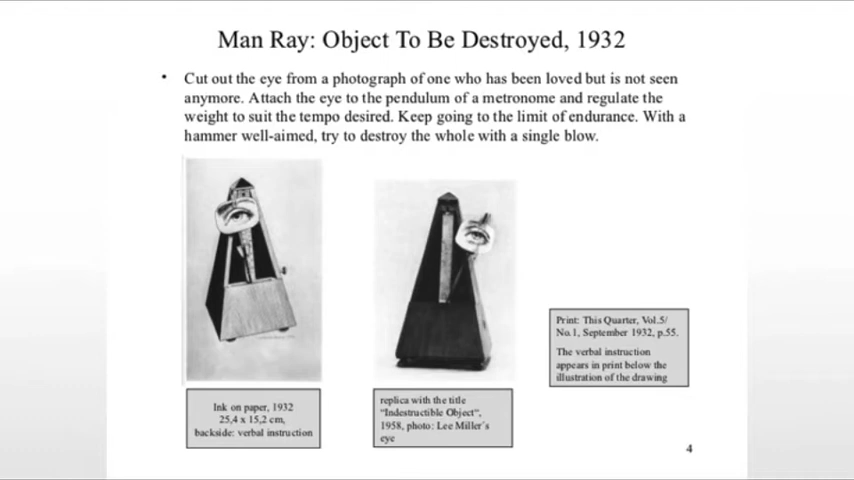 Man Ray: Object To Be Destroyed, 1932
• Cut out the eye from a photograph of one who has been loved but is not seen
anymore. Attach the eye to the pendulum of a metronome and regulate the
weight to suit the tempo desired. Keep going to the limit of endurance. With a
hammer well-aimed, try to destroy the whole with a single blow.
Ink on paper, 1932
25,4 x 15,2 cm,
backside: verbal instruction
replica with the title
"Indestructible Object",
1958, photo: Lee Miller's
eye
Print: This Quarter, Vol.5/
No.1, September 1932, p.55.
The verbal instruction
appears in print below the
illustration of the drawing
4